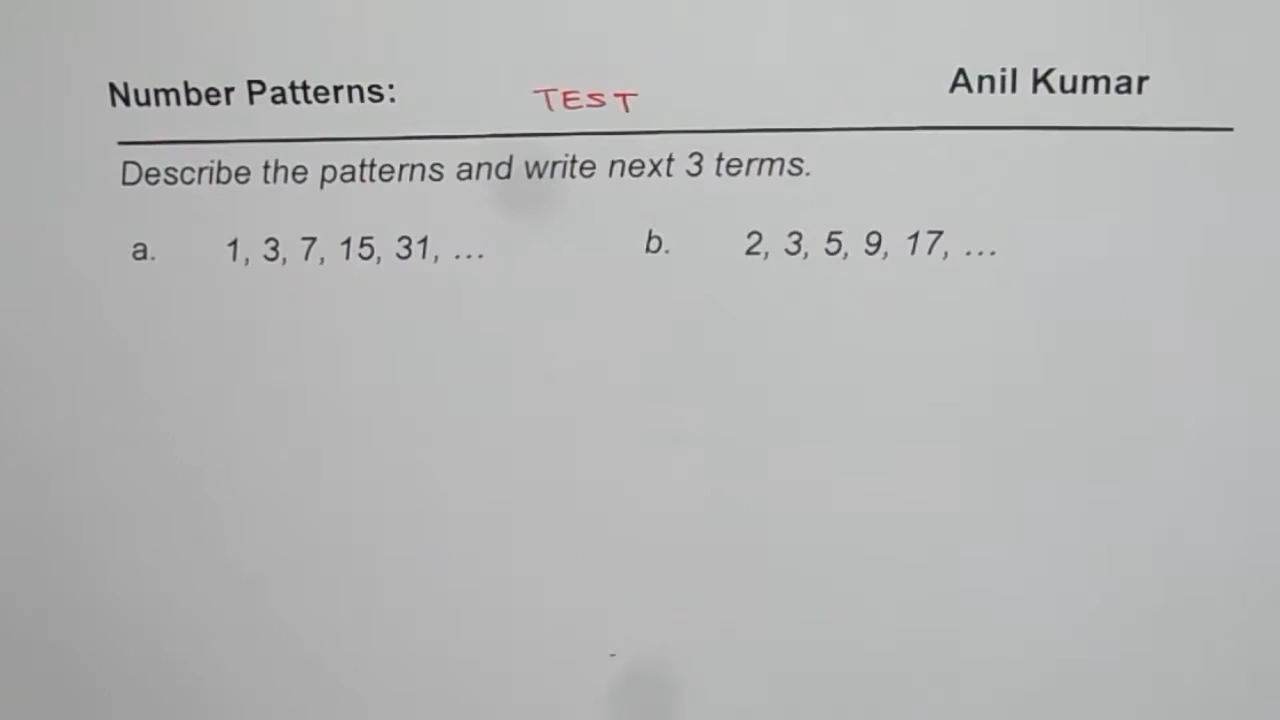 Number Patterns: TEST Anil Kumar
Describe the patterns and write next 3 terms.
a. 1, 3, 7, 15, 31, ... b. 2, 3, 5, 9, 17, ...